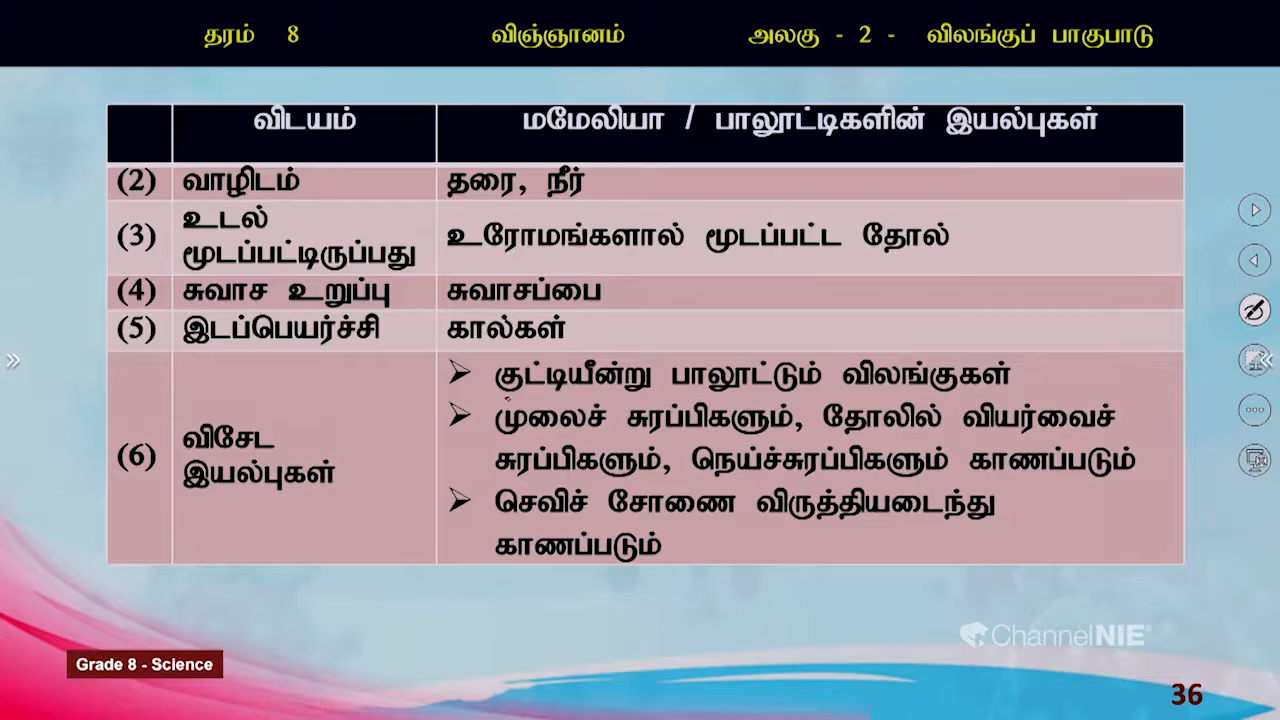 தரம் 8 விஞ்ஞானம் அலகு - 2 - விலங்குப் பாகுபாடு
விடயம் மமேலியா / பாலூட்டிகளின் இயல்புகள்
(2) வாழிடம் தரை, நீர்
(3) உடல்
மூடப்பட்டிருப்பது
உரோமங்களால் மூடப்பட்ட தோல்
(4) சுவாச உறுப்பு சுவாசப்பை
(5) இடப்பெயர்ச்சி கால்கள்
(6) விசேட
இயல்புகள்
➢ குட்டியீன்று பாலூட்டும் விலங்குகள்
➢ முலைச் சுரப்பிகளும், தோலில் வியர்வைச்
சுரப்பிகளும், நெய்ச்சுரப்பிகளும் காணப்படும்
➢ செவிச் சோணை விருத்தியடைந்து
காணப்படும்
ChannelNIE
Grade 8 - Science
36